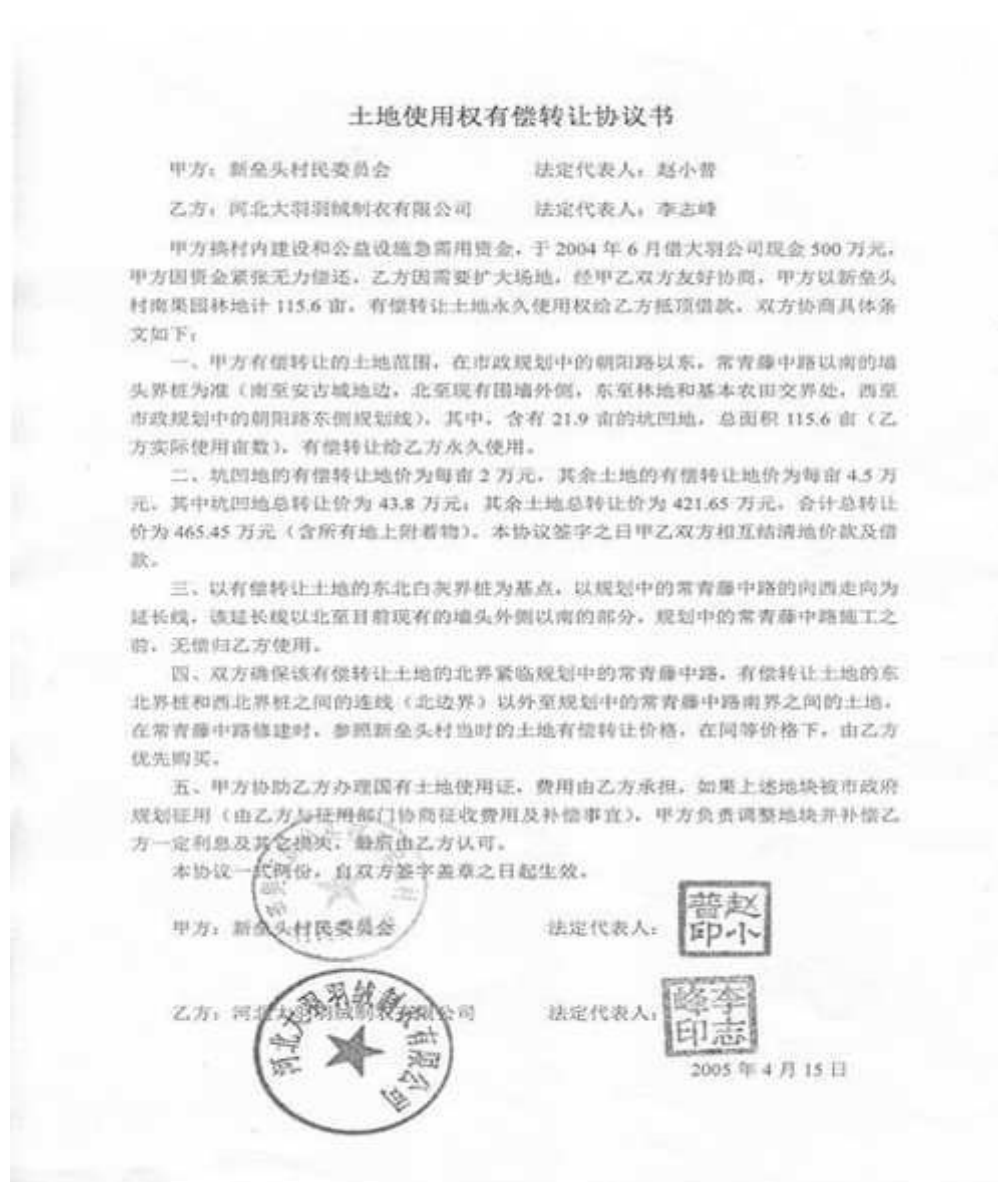 土地使用权有偿转让协议书
甲方：新垒头村民委员会 法定代表人：赵小普
乙方：河北大羽羽绒制衣有限公司 法定代表人：李志峰
甲方搞村内建设和公益设施急需用资金，于 2004 年 6 月借大羽公司现金 500 万元，
甲方因资金紧张无力偿还，乙方因需要扩大场地，经甲乙双方友好协商，甲方以新垒头
村南果园林地计 115.6 亩，有偿转让土地永久使用权给乙方抵顶借款，双方协商具体条
文如下：
一、甲方有偿转让的土地范围，在市政规划中的朝阳路以东，常青藤中路以南的墙
头界桩为准（南至安古城地边，北至现有围墙外侧，东至林地和基本农田交界处，西至
市政规划中的朝阳路东侧规划线），其中，含有 21.9 亩的坑凹地，总面积 115.6 亩（乙
方实际使用亩数），有偿转让给乙方永久使用。
二、坑凹地的有偿转让地价为每亩 2 万元，其余土地的有偿转让地价为每亩 4.5 万
元，其中坑凹地总转让价为 43.8 万元；其余土地总转让价为 421.65 万元，合计总转让
价为 465.45 万元（含所有地上附着物）。本协议签字之日甲乙双方相互结清地价款及借
款。
三、以有偿转让土地的东北白灰界桩为基点，以规划中的常青藤中路的向西走向为
延长线，该延长线以北至目前现有的墙头外侧以南的部分，规划中的常青藤中路施工之
前，无偿归乙方使用。
四、双方确保该有偿转让土地的北界紧临规划中的常青藤中路，有偿转让土地的东
北界桩和西北界桩之间的连线（北边界）以外至规划中的常青藤中路南界之间的土地，
在常青藤中路修建时，参照新垒头村当时的土地有偿转让价格，在同等价格下，由乙方
优先购买。
五、甲方协助乙方办理国有土地使用证，费用由乙方承担，如果上述地块被市政府
规划征用（由乙方与征用部门协商征收费用及补偿事宜），甲方负责调整地块并补偿乙
方一定利息及其它损失，最后由乙方认可。
本协议一式两份，自双方签字盖章之日起生效。
甲方：新垒头村民委员会 法定代表人：
赵小普印
乙方：河北大羽羽绒制衣有限公司 法定代表人：
李志峰印
河北大羽羽绒制衣有限公司
2005 年 4 月 15 日